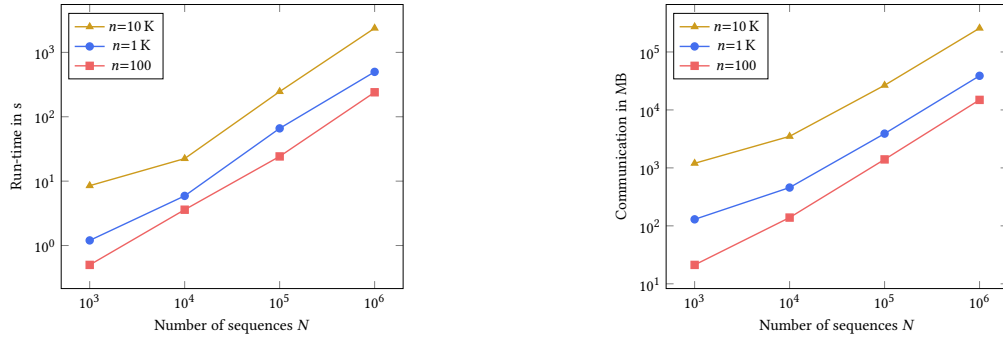 n=10 K
n=1 K
n=100
Run-time in s
10³
10²
10¹
10⁰
10³ 10⁴ 10⁵ 10⁶
Number of sequences N
n=10 K
n=1 K
n=100
Communication in MB
10⁵
10⁴
10³
10²
10¹
10³ 10⁴ 10⁵ 10⁶
Number of sequences N